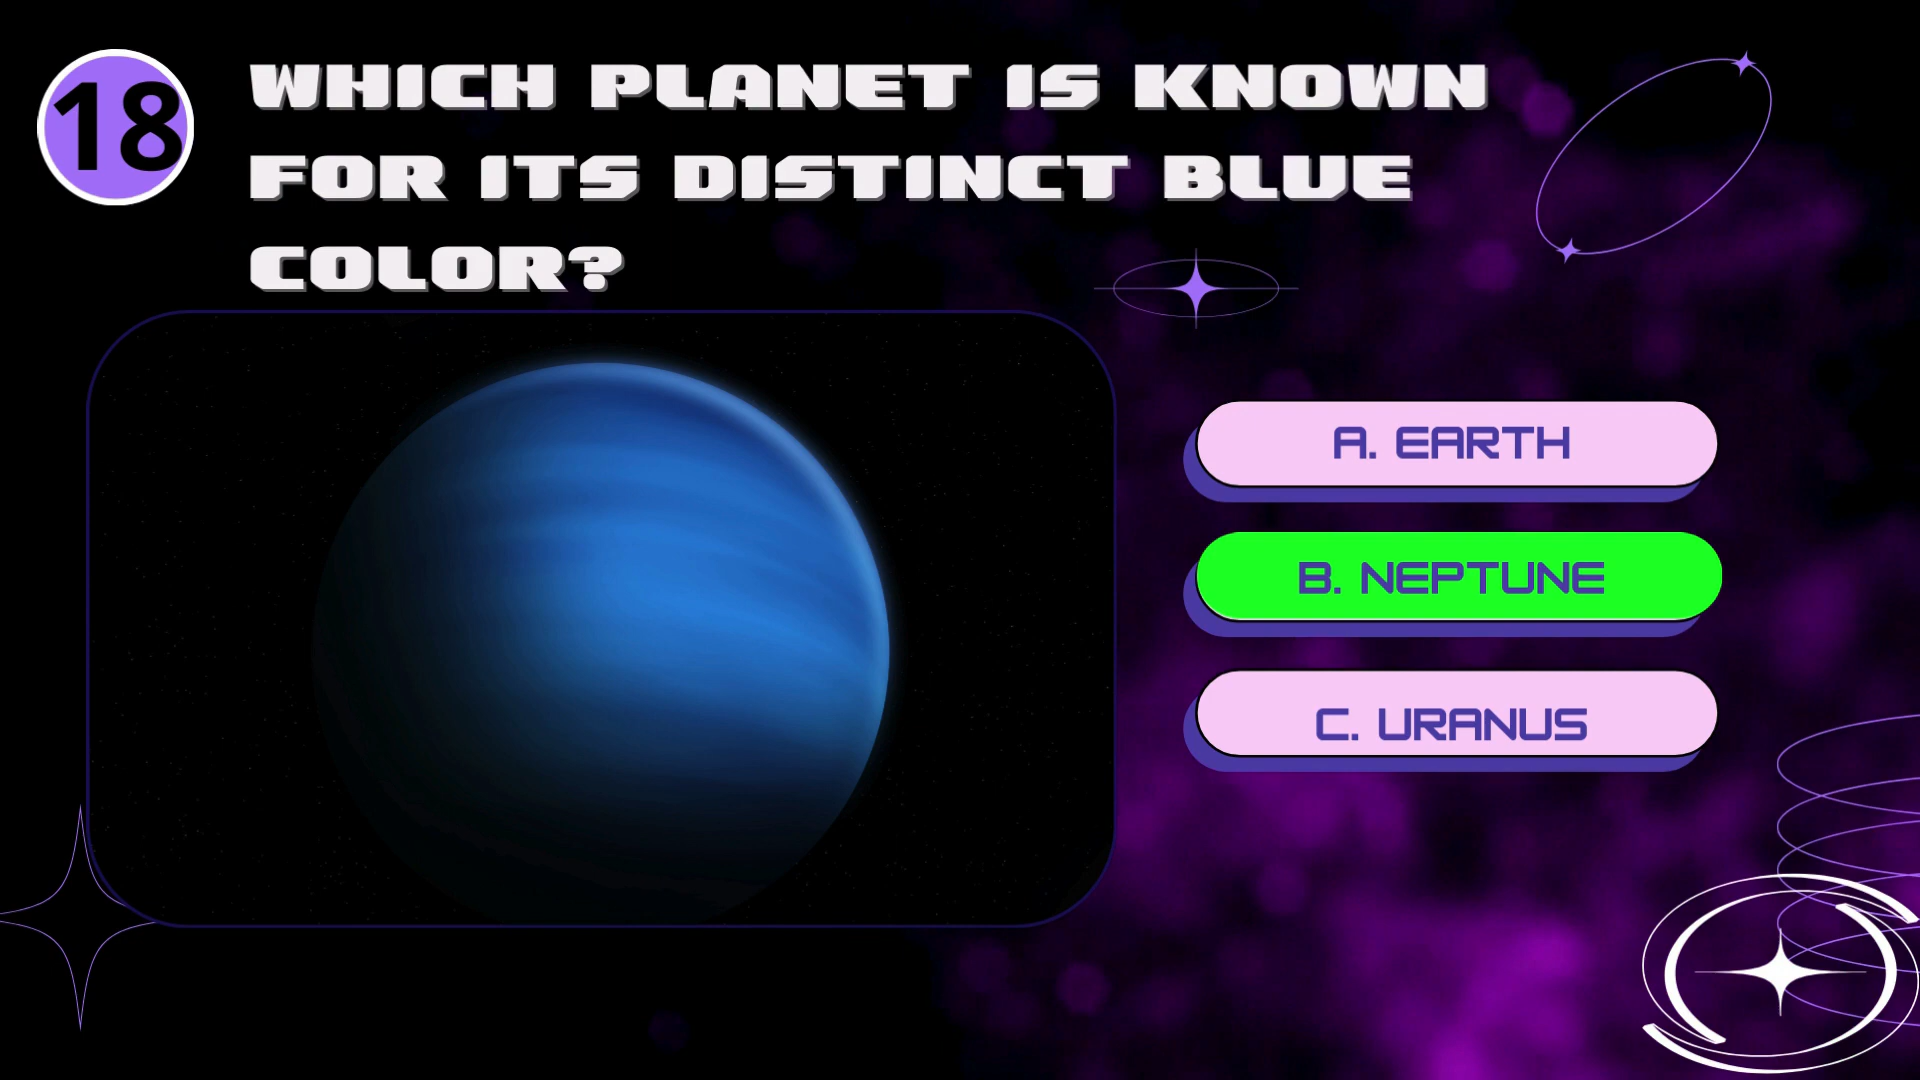 18
WHICH PLANET IS KNOWN
FOR ITS DISTINCT BLUE
COLOR?
A. EARTH
B. NEPTUNE
C. URANUS